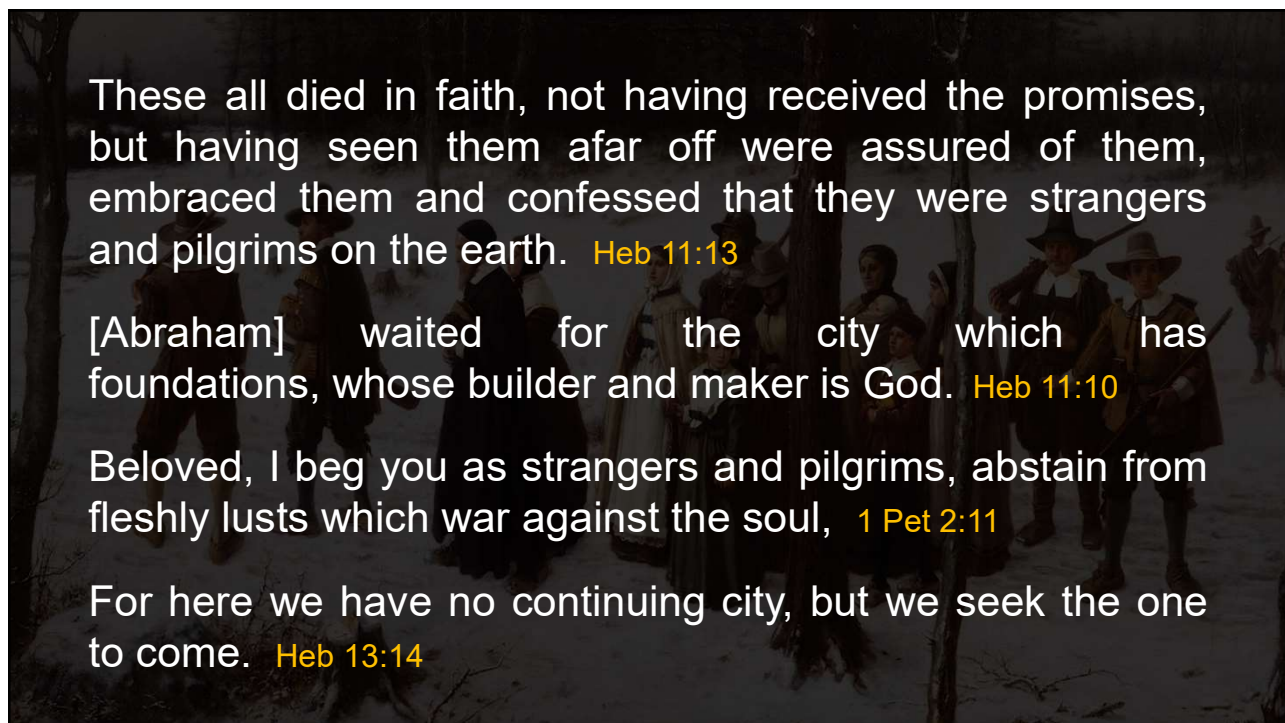 These all died in faith, not having received the promises,
but having seen them afar off were assured of them,
embraced them and confessed that they were strangers
and pilgrims on the earth. Heb 11:13
[Abraham] waited for the city which has
foundations, whose builder and maker is God. Heb 11:10
Beloved, I beg you as strangers and pilgrims, abstain from
fleshly lusts which war against the soul, 1 Pet 2:11
For here we have no continuing city, but we seek the one
to come. Heb 13:14